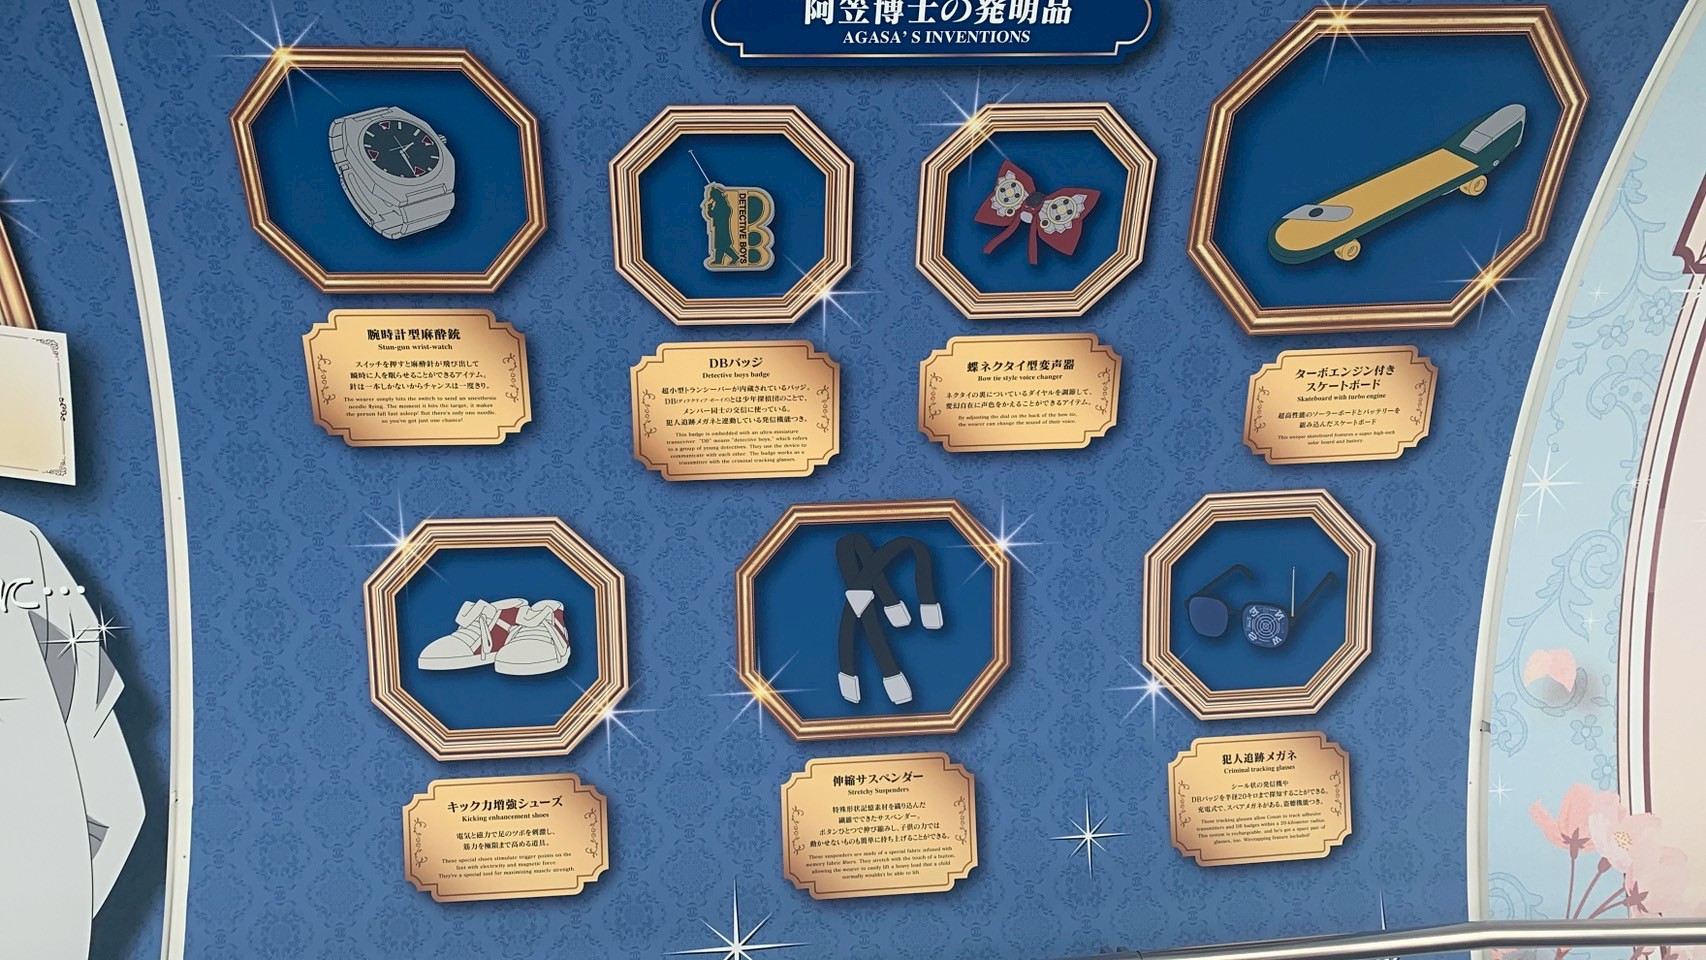 阿笠博士の発明品
AGASA'S INVENTIONS
DETECTIVE BOYS
腕時計型麻酔銃
Stun-gun wrist-watch
スイッチを押すと麻酔針が飛び出して
瞬時に人を眠らせることができるアイテム。
針は一本しかないからチャンスは一度きり。
The wearer simply hits the switch to send an anesthesia
needle flying. The moment it hits the target, it makes
the person fall fast asleep! But there's only one needle,
so you've got just one chance!
DBバッジ
Detective boys badge
超小型トランシーバーが内蔵されているバッジ。
DB(ディテクティブ・ボーイズ)とは少年探偵団のことで、
メンバー同士の交信に使っている。
犯人追跡メガネと連動している発信機能つき。
This badge is embedded with an ultra-miniature
transceiver. "DB" means "detective boys," which refers
to a group of young detectives. They use the device to
communicate with each other. The badge works as a
transmitter with the criminal tracking glasses.
蝶ネクタイ型変声器
Bow tie style voice changer
ネクタイの裏についているダイヤルを調節して、
変幻自在に声色をかえることができるアイテム。
By adjusting the dial on the back of the bow tie,
the wearer can change the sound of their voice.
ターボエンジン付き
スケートボード
Skateboard with turbo engine
超高性能のソーラーボードとバッテリーを
組み込んだスケートボード
This unique skateboard features a super high-tech
solar board and battery.
キック力増強シューズ
Kicking enhancement shoes
電気と磁力で足のツボを刺激し、
筋力を極限まで高める道具。
These special shoes stimulate trigger points on the
feet with electricity and magnetic force.
They're a special tool for maximizing muscle strength.
伸縮サスペンダー
Stretchy Suspenders
特殊形状記憶素材を織り込んだ
繊維でできたサスペンダー。
ボタンひとつで伸び縮みし、子供の力では
動かせないものも簡単に持ち上げることができる。
These suspenders are made of a special fabric infused with
memory fabric fibers. They stretch with the touch of a button,
allowing the wearer to easily lift a heavy load that a child
normally wouldn't be able to lift
犯人追跡メガネ
Criminal tracking glasses
シール状の発信機や
DBバッジを半径20キロまで探知することができる。
充電式で、スペアメガネがある。盗聴機能つき。
These tracking glasses allow Conan to track adhesive
transmitters and DB badges within a 20-kilometer radius.
This system is rechargeable, and he's got a spare pair of
glasses, too. Wiretapping feature included!